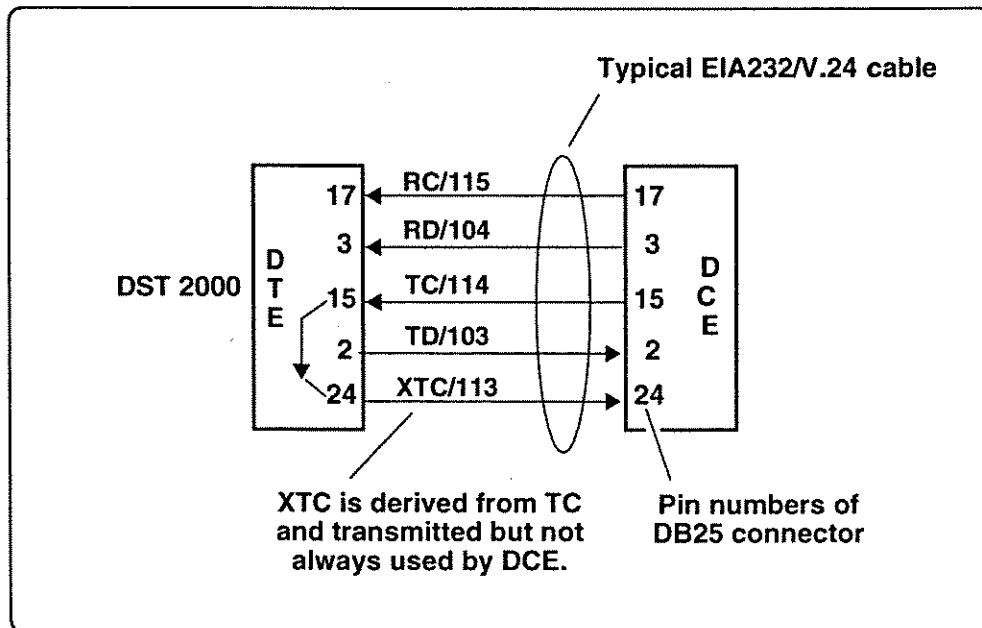 Typical EIA232/V.24 cable
RC/115
17
17
RD/104
3
3
DST 2000
DTE
DCE
TC/114
15
15
TD/103
2
2
XTC/113
24
24
XTC is derived from TC
and transmitted but not
always used by DCE.
Pin numbers of
DB25 connector